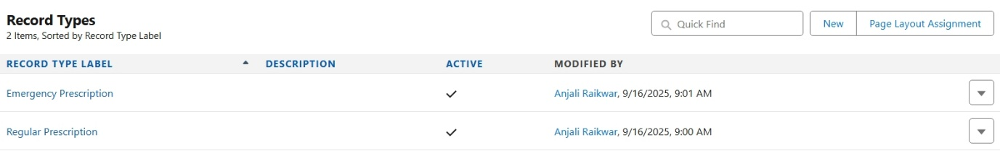 Record Types
2 Items, Sorted by Record Type Label
Quick Find
New
Page Layout Assignment
RECORD TYPE LABEL DESCRIPTION ACTIVE MODIFIED BY
Emergency Prescription Anjali Raikwar, 9/16/2025, 9:01 AM
Regular Prescription Anjali Raikwar, 9/16/2025, 9:00 AM